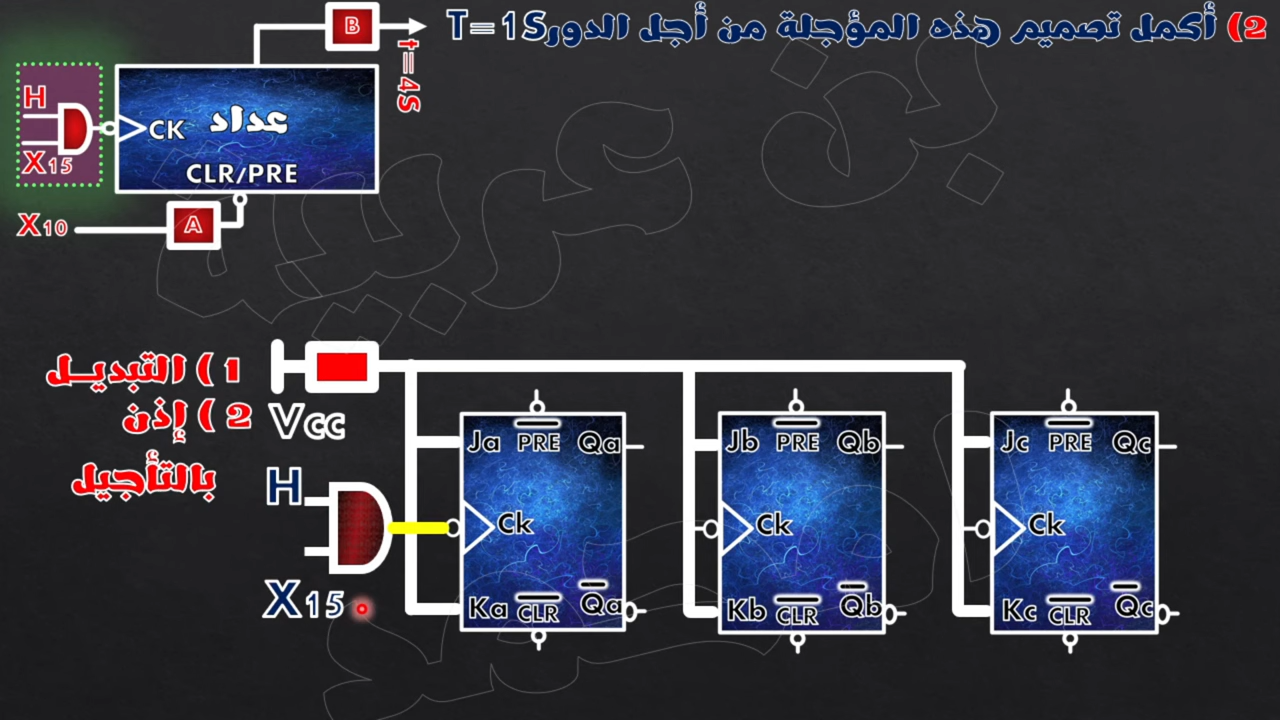 2) أكمل تصميم هذه المؤجلة من أجل الدور T=1S
B
t=4S
H
X15
CK
عداد
CLR/PRE
X10
A
1 ) التبديل
2 ) إذن
بالتأجيل
Vcc
H
X15
Ja PRE Qa
Ck
Ka CLR Qa
Jb PRE Qb
Ck
Kb CLR Qb
Jc PRE Qc
Ck
Kc CLR Qc